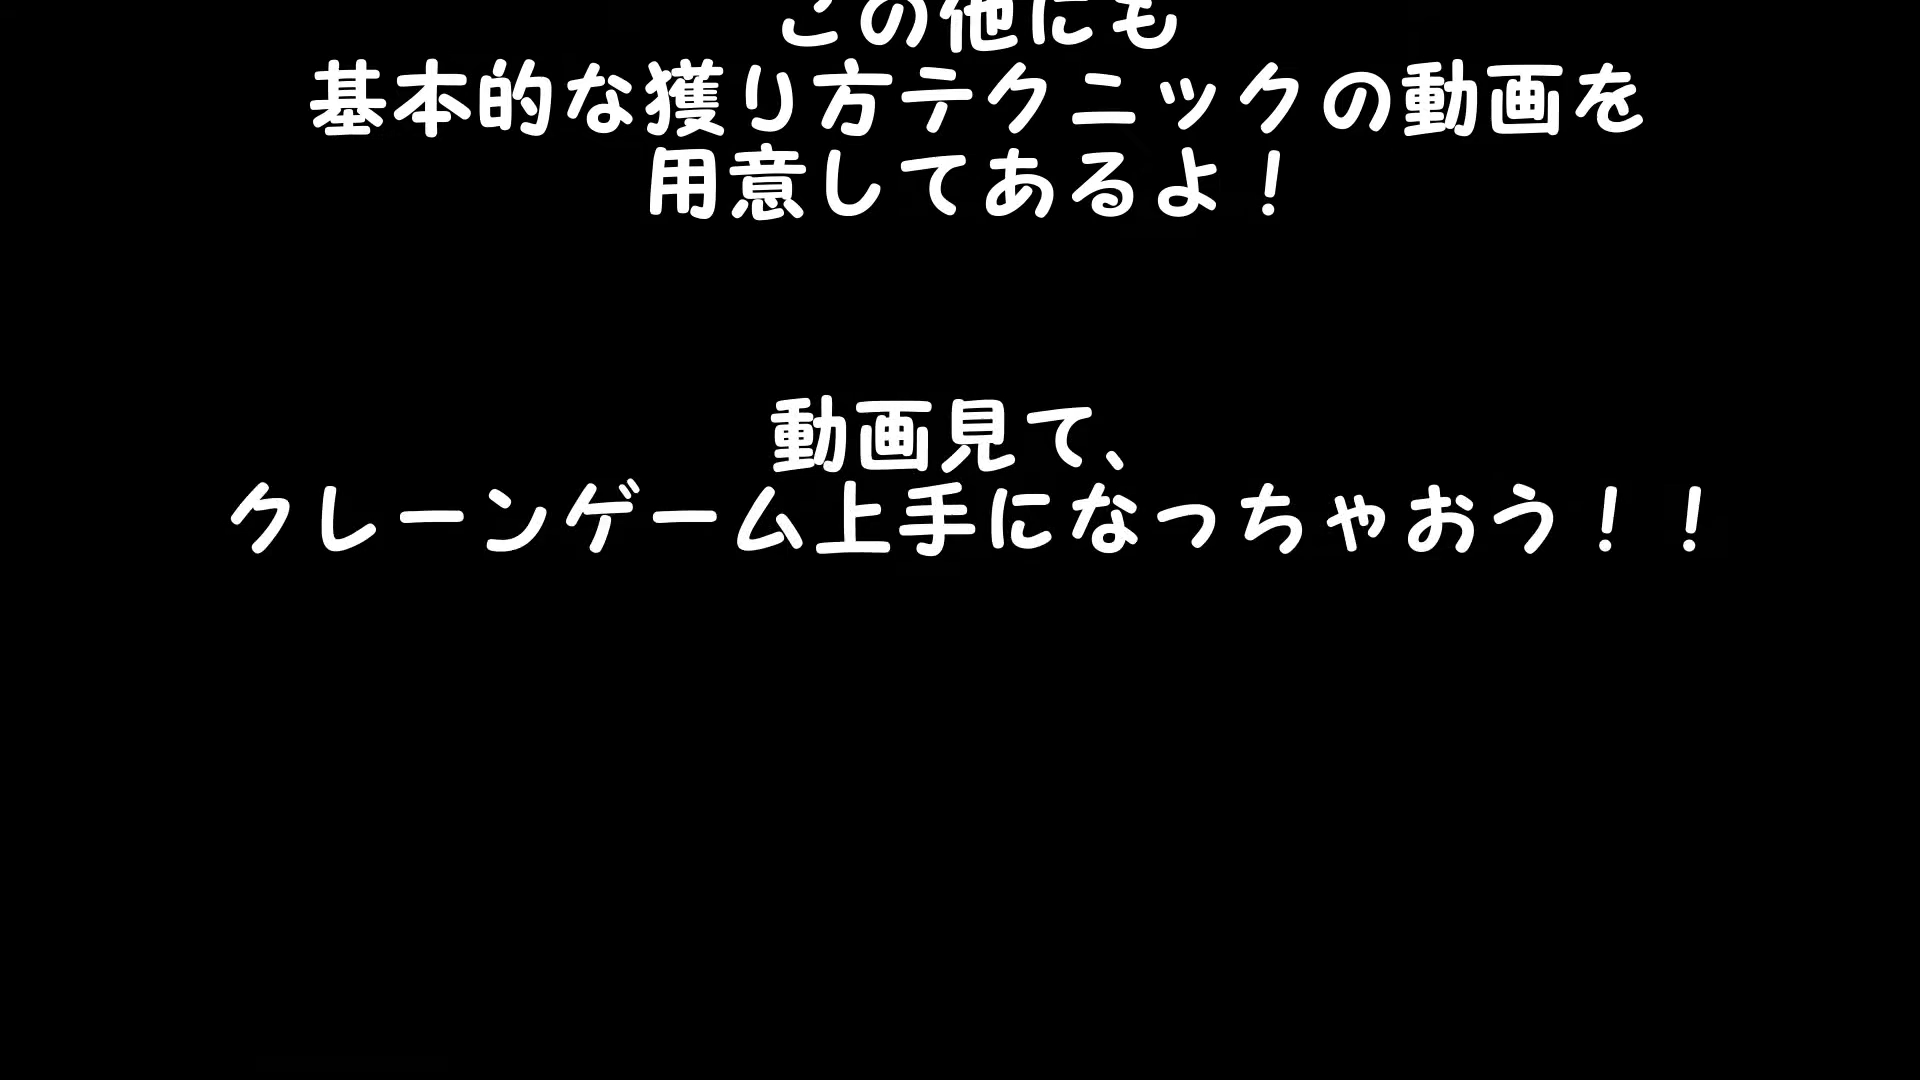 この他にも
基本的な獲り方テクニックの動画を
用意してあるよ！
動画見て、
クレーンゲーム上手になっちゃおう！！